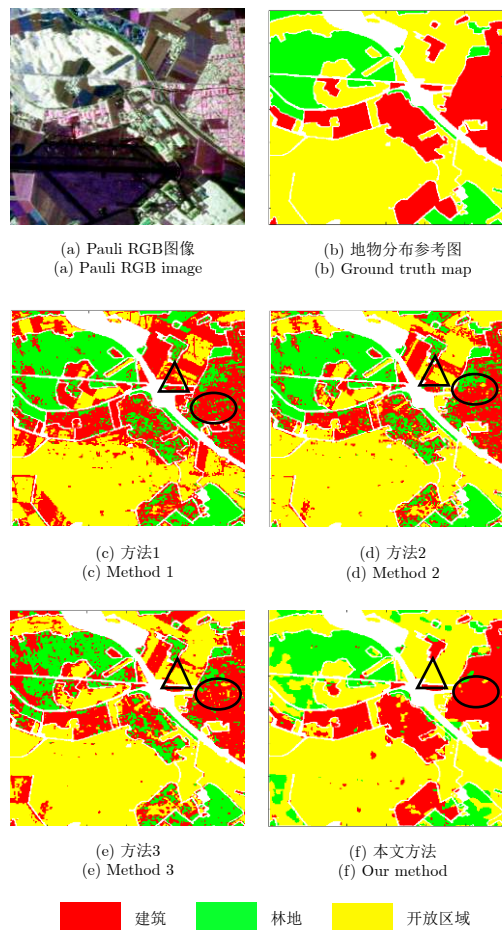 (a) Pauli RGB图像
(a) Pauli RGB image
(b) 地物分布参考图
(b) Ground truth map
(c) 方法1
(c) Method 1
(d) 方法2
(d) Method 2
(e) 方法3
(e) Method 3
(f) 本文方法
(f) Our method
建筑
林地
开放区域